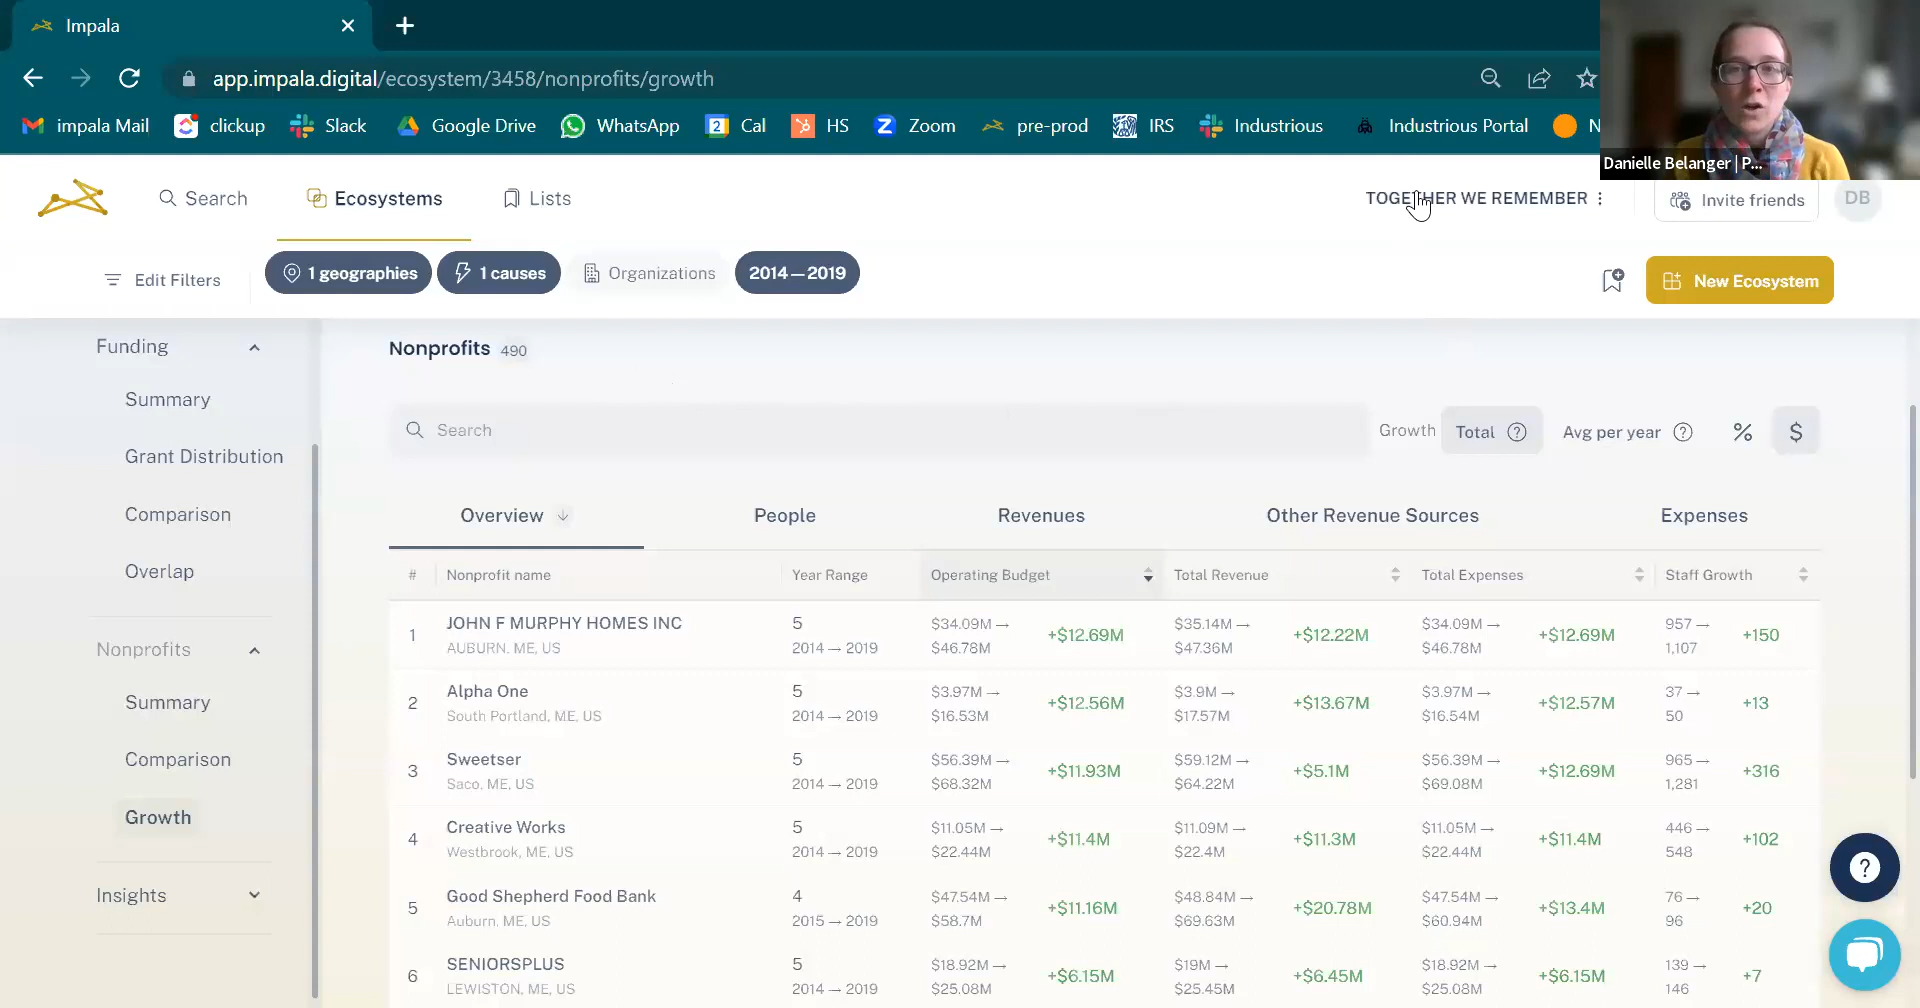 Impala
app.impala.digital/ecosystem/3458/nonprofits/growth
impala Mail clickup Slack Google Drive WhatsApp 2 Cal HS Z Zoom pre-prod IRS Industrious Industrious Portal N
Danielle Belanger | P...
Search Ecosystems Lists TOGETHER WE REMEMBER Invite friends DB
Edit Filters 1 geographies 1 causes Organizations 2014—2019 New Ecosystem
Funding
Summary
Grant Distribution
Comparison
Overlap
Nonprofits
Summary
Comparison
Growth
Insights
Nonprofits 490
Search Growth Total ? Avg per year ? % $
Overview People Revenues Other Revenue Sources Expenses
# Nonprofit name Year Range Operating Budget Total Revenue Total Expenses Staff Growth
1 JOHN F MURPHY HOMES INC 5 $34.09M → +$12.69M $35.14M → +$12.22M $34.09M → +$12.69M 957 → +150
AUBURN, ME, US 2014 → 2019 $46.78M $47.36M $46.78M 1,107
2 Alpha One 5 $3.97M → +$12.56M $3.9M → +$13.67M $3.97M → +$12.57M 37 → +13
South Portland, ME, US 2014 → 2019 $16.53M $17.57M $16.54M 50
3 Sweetser 5 $56.39M → +$11.93M $59.12M → +$5.1M $56.39M → +$12.69M 965 → +316
Saco, ME, US 2014 → 2019 $68.32M $64.22M $69.08M 1,281
4 Creative Works 5 $11.05M → +$11.4M $11.09M → +$11.3M $11.05M → +$11.4M 446 → +102
Westbrook, ME, US 2014 → 2019 $22.44M $22.4M $22.44M 548
5 Good Shepherd Food Bank 4 $47.54M → +$11.16M $48.84M → +$20.78M $47.54M → +$13.4M 76 → +20
Auburn, ME, US 2015 → 2019 $58.7M $69.63M $60.94M 96
6 SENIORSPLUS 5 $18.92M → +$6.15M $19M → +$6.45M $18.92M → +$6.15M 139 → +7
LEWISTON, ME, US 2014 → 2019 $25.08M $25.45M $25.08M 146
?